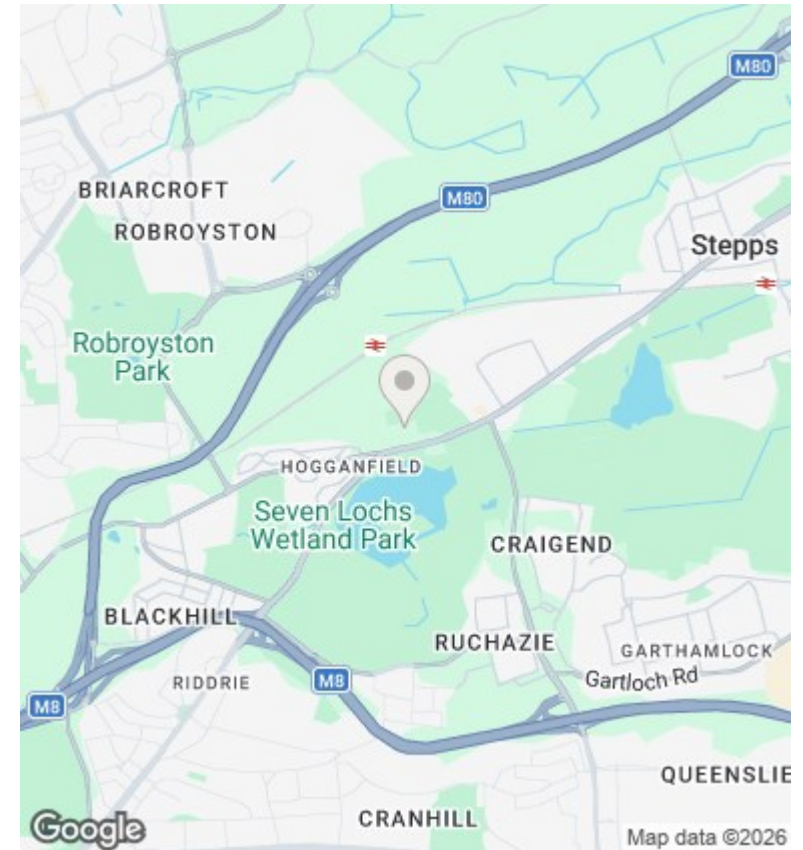 M80
BRIARCROFT
M80
ROBROYSTON
Stepps
Robroyston
Park
HOGGANFIELD
Seven Lochs
Wetland Park
CRAIGEND
BLACKHILL
RUCHAZIE
GARTHAMLOCK
RIDDRIE
M8
Gartloch Rd
M8
QUEENSLIE
CRANHILL
Google
Map data ©2026